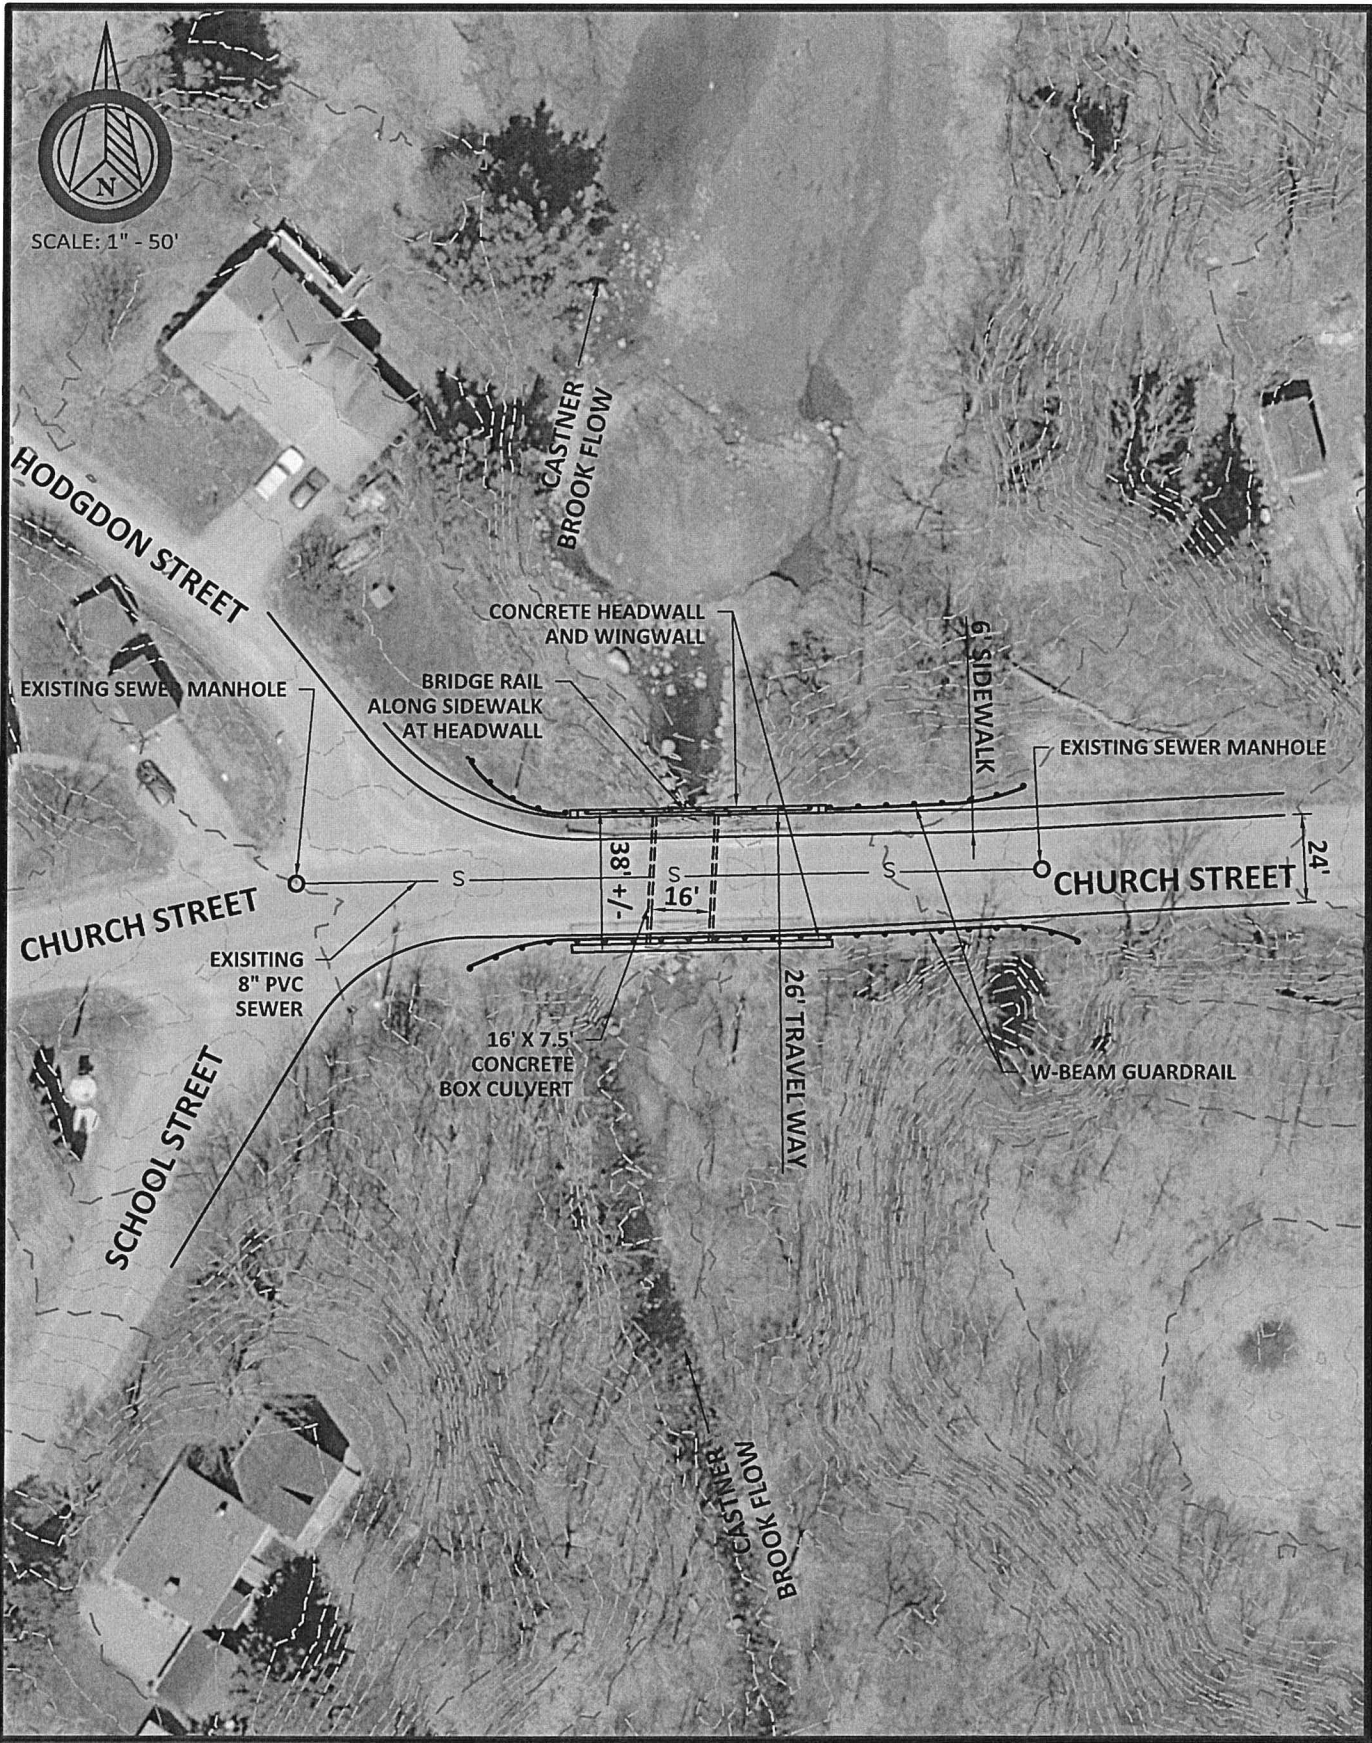 N
SCALE: 1" - 50'
HODGDON STREET
CASTNER
BROOK FLOW
CONCRETE HEADWALL
AND WINGWALL
6' SIDEWALK
EXISTING SEWER MANHOLE
BRIDGE RAIL
ALONG SIDEWALK
AT HEADWALL
EXISTING SEWER MANHOLE
38' +/-
S
S
16'
S
CHURCH STREET
24'
CHURCH STREET
EXISITING
8" PVC
SEWER
26' TRAVEL WAY
16' X 7.5'
CONCRETE
BOX CULVERT
W-BEAM GUARDRAIL
SCHOOL STREET
CASTNER
BROOK FLOW